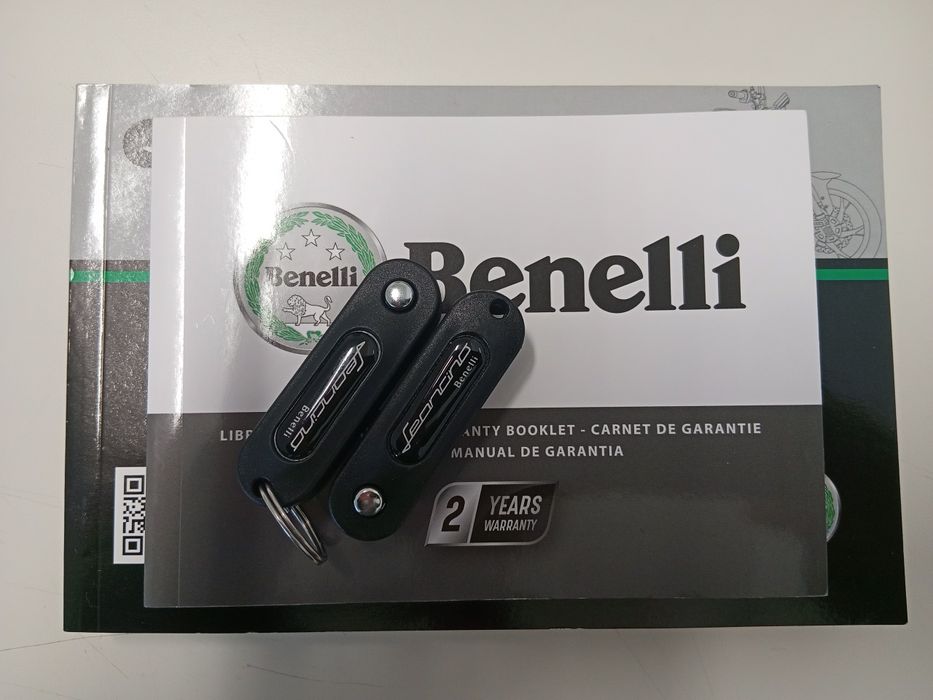 Benelli
Benelli
LIBR
ANTY BOOKLET - CARNET DE GARANTIE
MANUAL DE GARANTIA
2 YEARS
WARRANTY
Leoncino
Benelli
Leoncino
Benelli